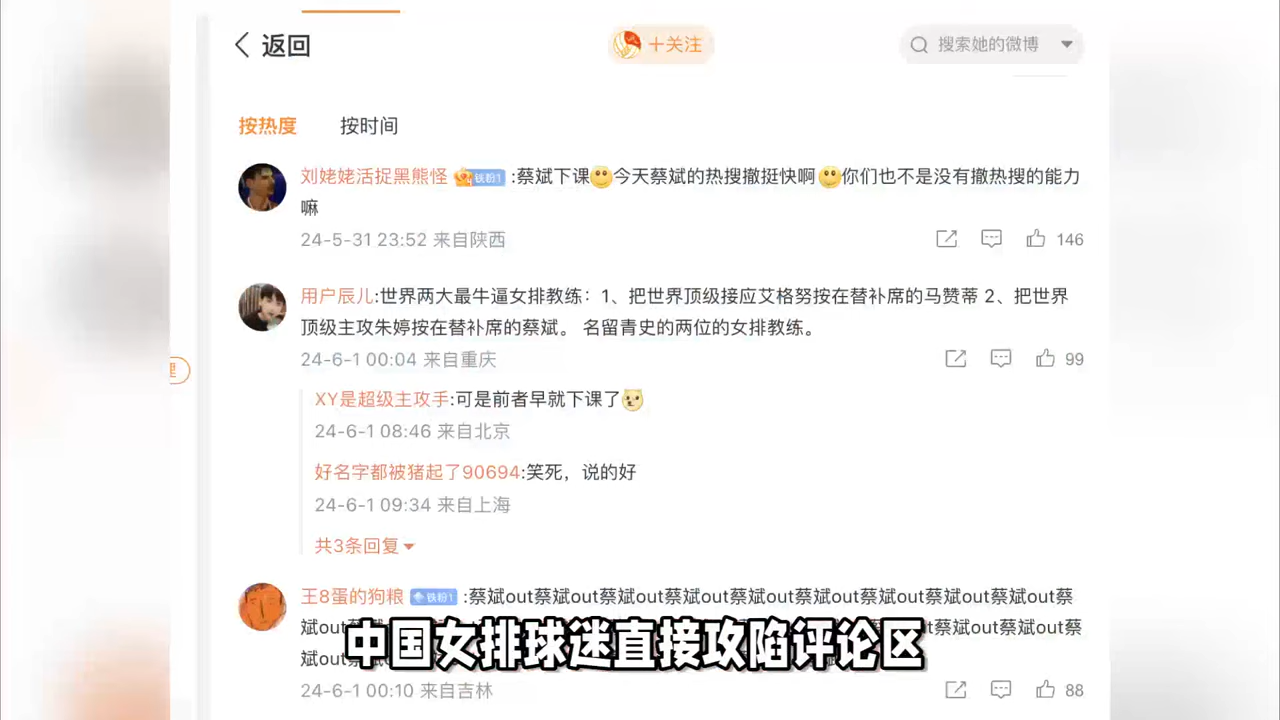 返回
十关注
搜索她的微博
按热度 按时间
刘姥姥活捉黑熊怪 铁粉1 :蔡斌下课今天蔡斌的热搜撤挺快啊你们也不是没有撤热搜的能力
嘛
24-5-31 23:52 来自陕西
146
用户辰儿:世界两大最牛逼女排教练：1、把世界顶级接应艾格努按在替补席的马赞蒂 2、把世界
顶级主攻朱婷按在替补席的蔡斌。 名留青史的两位的女排教练。
24-6-1 00:04 来自重庆
99
XY是超级主攻手:可是前者早就下课了
24-6-1 08:46 来自北京
好名字都被猪起了90694:笑死，说的好
24-6-1 09:34 来自上海
共3条回复
王8蛋的狗粮 铁粉1 :蔡斌out蔡斌out蔡斌out蔡斌out蔡斌out蔡斌out蔡斌out蔡斌out蔡斌out蔡
斌out
out蔡斌out蔡
斌out
中国女排球迷直接攻陷评论区
24-6-1 00:10 来自吉林
88